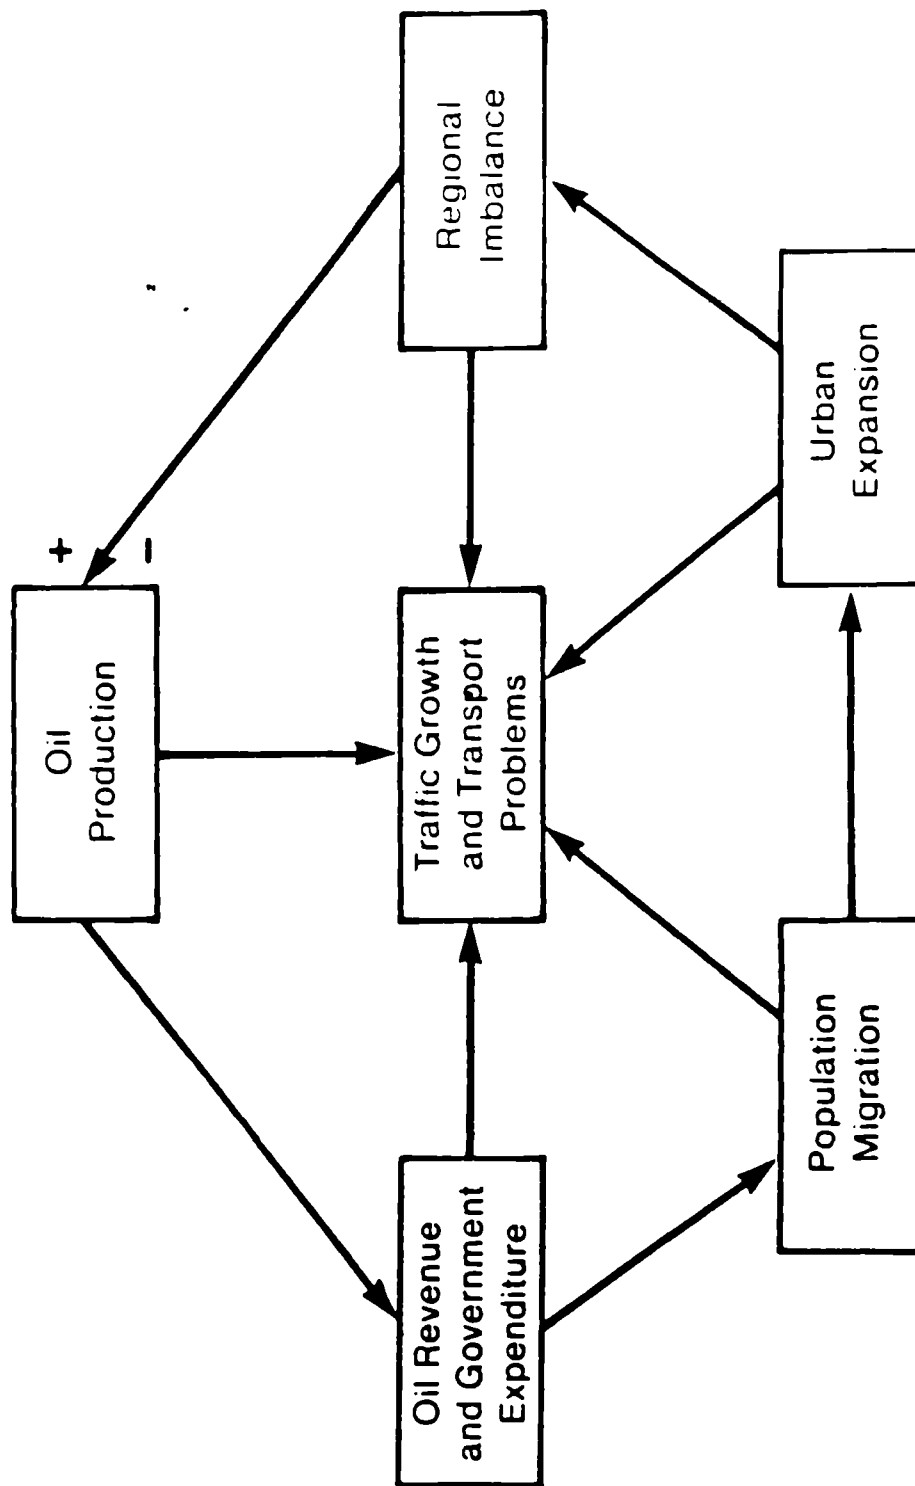 Oil
Production
+
−
Oil Revenue
and Government
Expenditure
Traffic Growth
and Transport
Problems
Regional
Imbalance
Population
Migration
Urban
Expansion